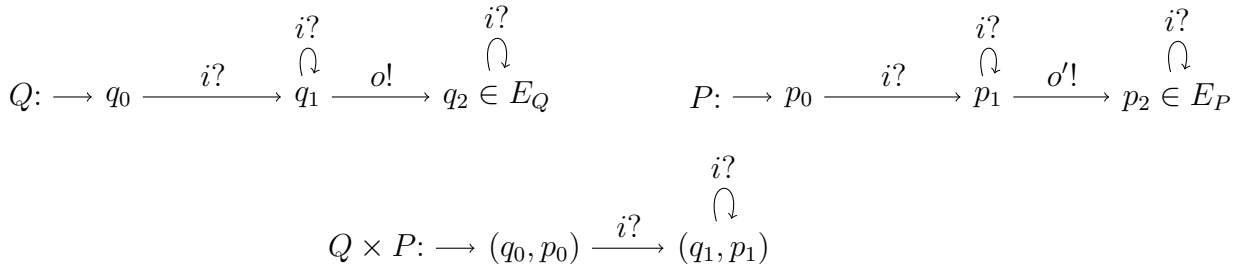 i? i? i? i?
Q: q₀ i? q₁ o! q₂ ∈ E_Q P: p₀ i? p₁ o′! p₂ ∈ E_P
i?
Q × P: (q₀, p₀) i? (q₁, p₁)